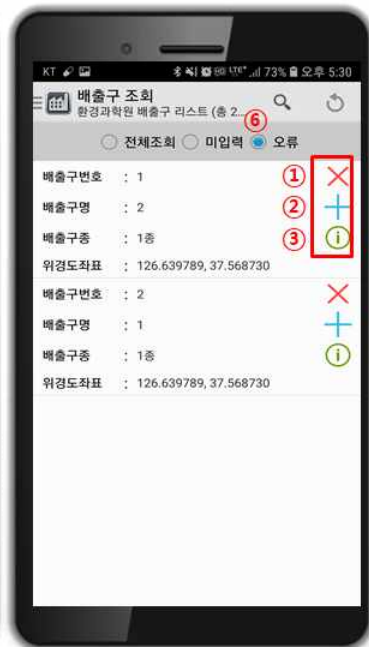 KT LTE 73% 오후 5:30
배출구 조회
환경과학원 배출구 리스트 (총 2...
⑥
전체조회 미입력 오류
배출구번호 : 1 ①
배출구명 : 2 ②
배출구종 : 1종 ③
위경도좌표 : 126.639789, 37.568730
배출구번호 : 2
배출구명 : 1
배출구종 : 1종
위경도좌표 : 126.639789, 37.568730